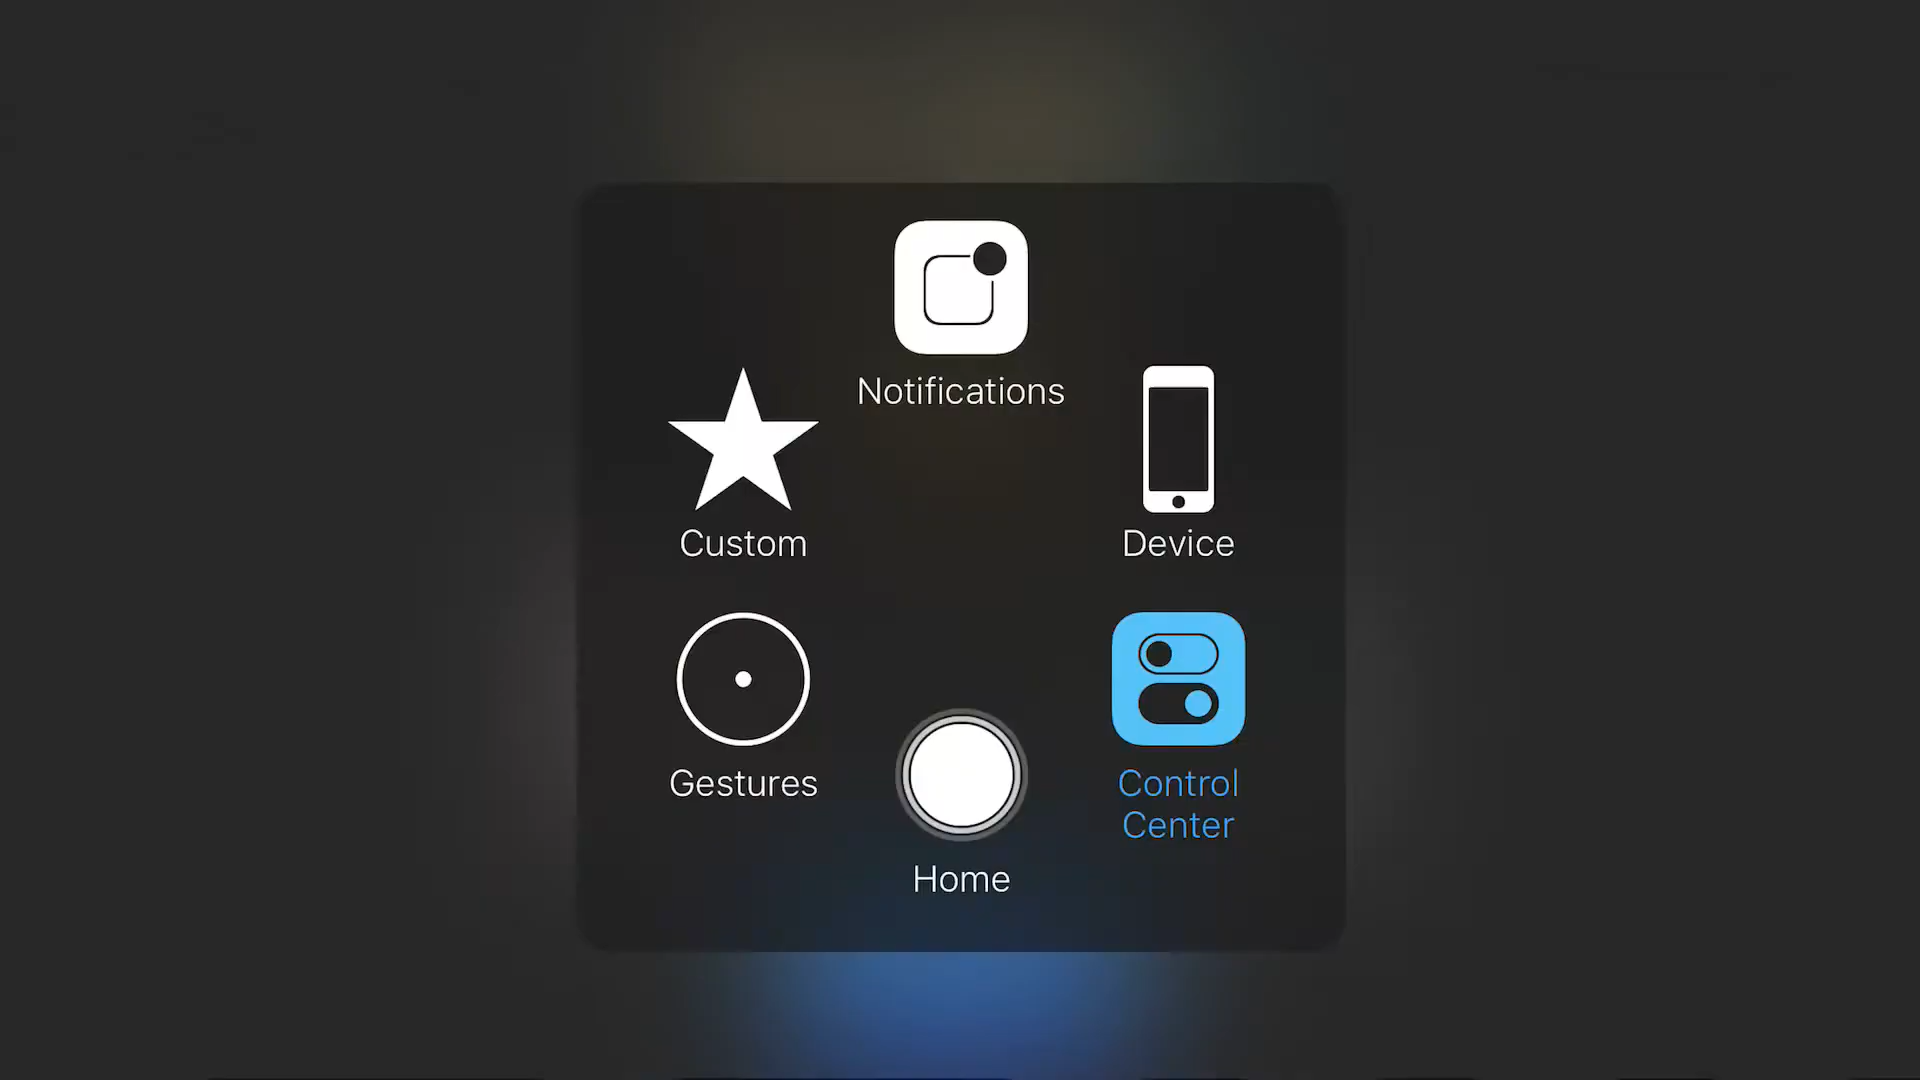 Notifications
Custom
Device
Gestures
Control
Center
Home